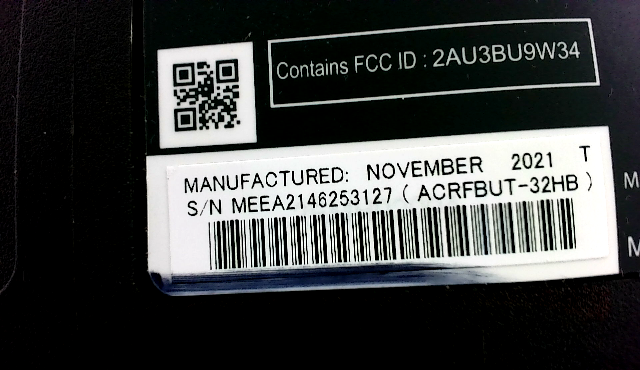 Contains FCC ID : 2AU3BU9W34
MANUFACTURED: NOVEMBER 2021 T
S/N MEEA2146253127 ( ACRFBUT-32HB )
M
M